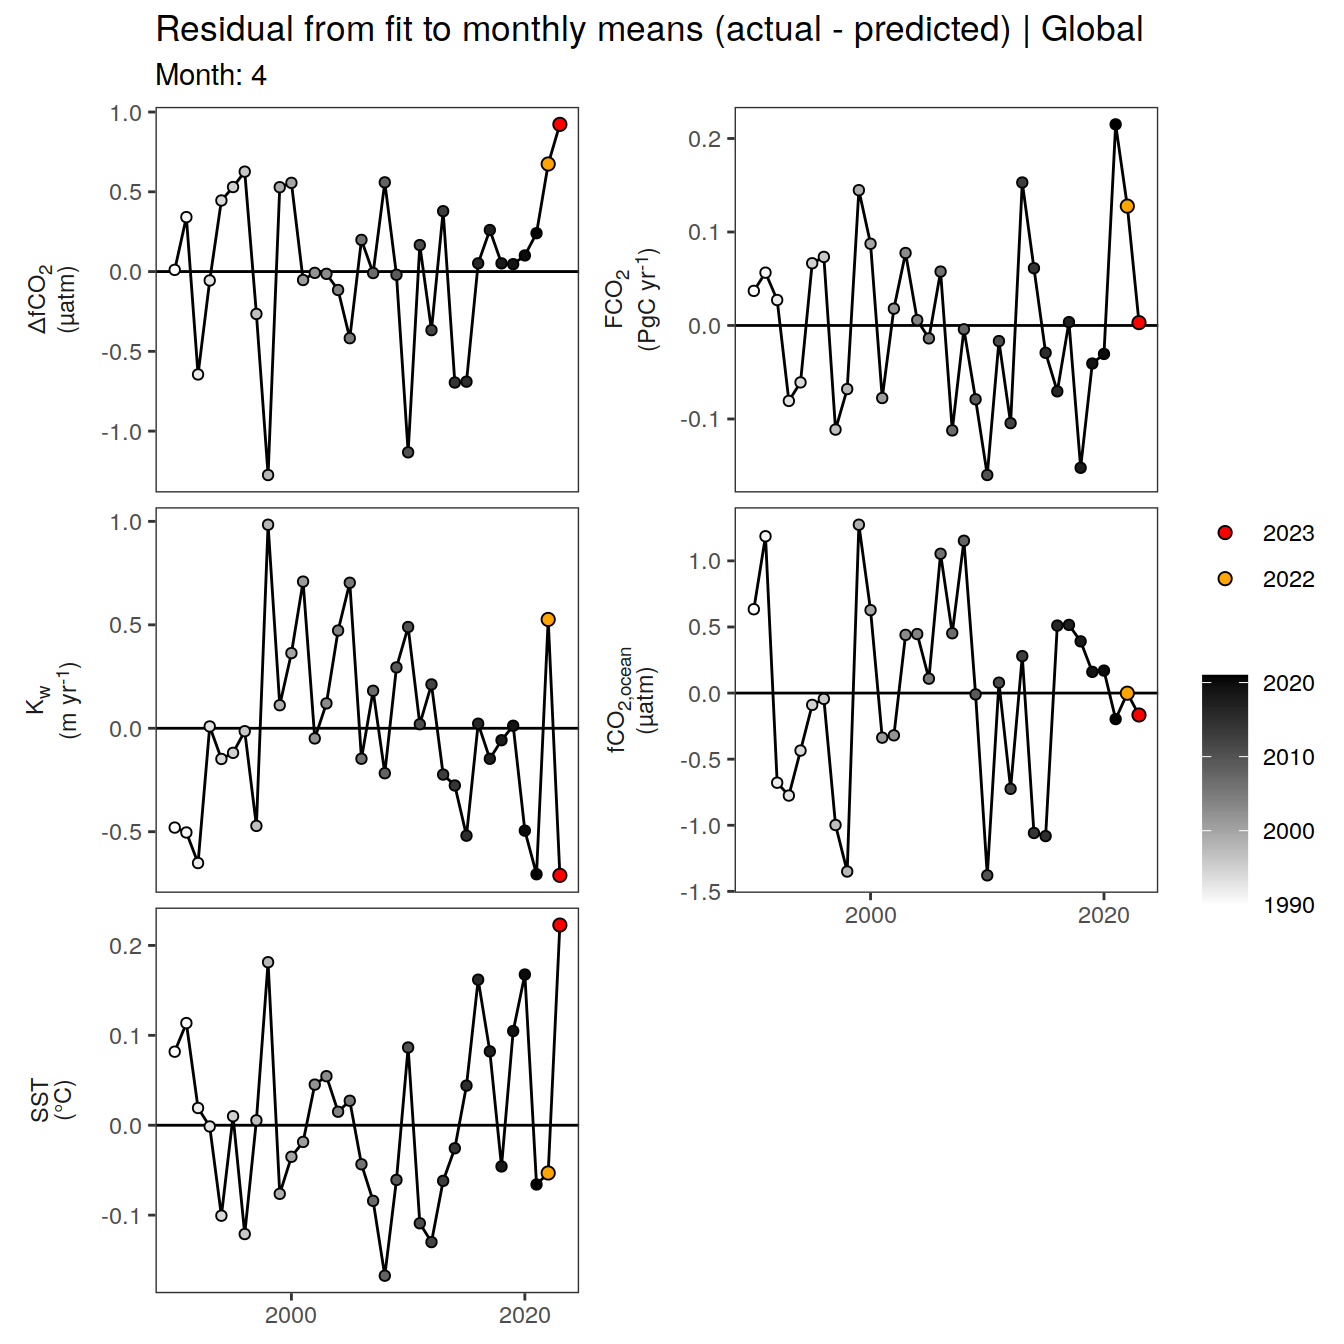 Residual from fit to monthly means (actual - predicted) | Global
Month: 4
ΔfCO2
(µatm)
1.0
0.5
0.0
-0.5
-1.0
FCO2
(PgC yr-1)
0.2
0.1
0.0
-0.1
Kw
(m yr-1)
1.0
0.5
0.0
-0.5
fCO2,ocean
(µatm)
1.0
0.5
0.0
-0.5
-1.0
-1.5
2000
2020
SST
(°C)
0.2
0.1
0.0
-0.1
2000
2020
2023
2022
2020
2010
2000
1990